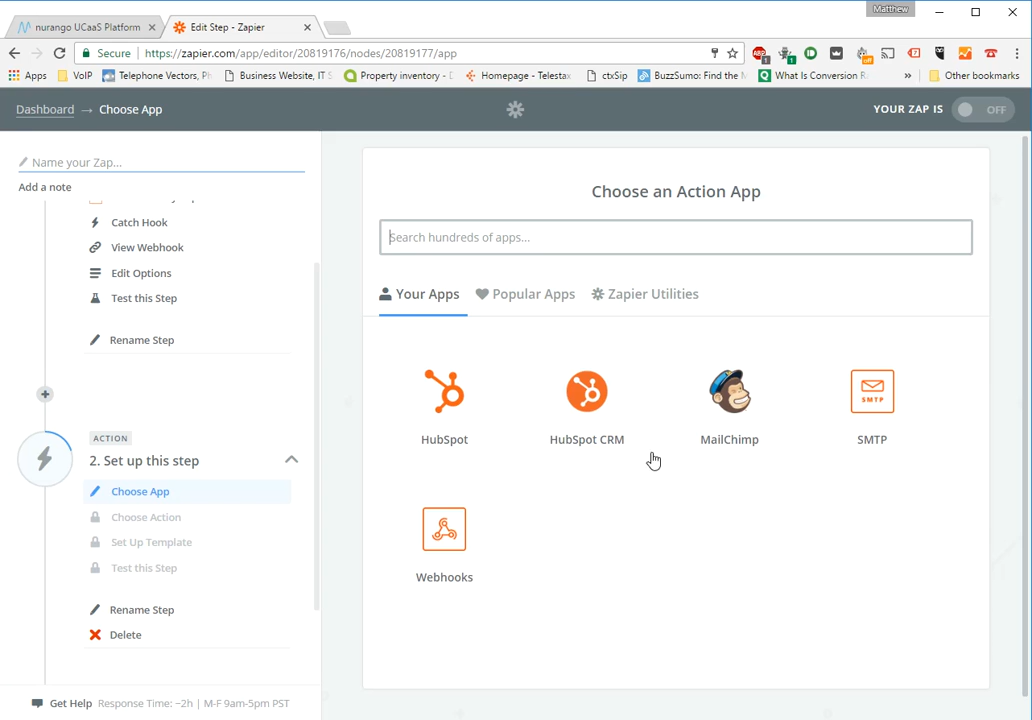 Matthew
nurango UCaaS Platform
Edit Step - Zapier
Secure
https://zapier.com/app/editor/20819176/nodes/20819177/app
Apps
VoIP
Telephone Vectors, Ph
Business Website, IT S
Property inventory - D
Homepage - Telestax
ctxSip
BuzzSumo: Find the M
What Is Conversion R
»
Other bookmarks
Dashboard → Choose App
YOUR ZAP IS
OFF
Name your Zap...
Add a note
Catch Hook
View Webhook
Edit Options
Test this Step
Rename Step
ACTION
2. Set up this step
Choose App
Choose Action
Set Up Template
Test this Step
Rename Step
Delete
Get Help Response Time: ~2h | M-F 9am-5pm PST
Choose an Action App
Search hundreds of apps...
Your Apps
Popular Apps
Zapier Utilities
HubSpot
HubSpot CRM
MailChimp
SMTP
SMTP
Webhooks